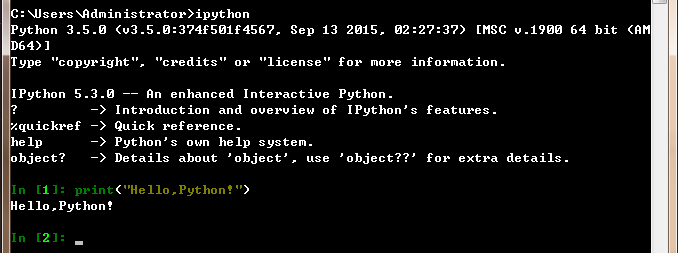 C:\Users\Administrator>ipython
Python 3.5.0 (v3.5.0:374f501f4567, Sep 13 2015, 02:27:37) [MSC v.1900 64 bit (AM
D64)]
Type "copyright", "credits" or "license" for more information.
IPython 5.3.0 -- An enhanced Interactive Python.
?         -> Introduction and overview of IPython's features.
%quickref -> Quick reference.
help      -> Python's own help system.
object?   -> Details about 'object', use 'object??' for extra details.
In [1]: print("Hello,Python!")
Hello,Python!
In [2]: _